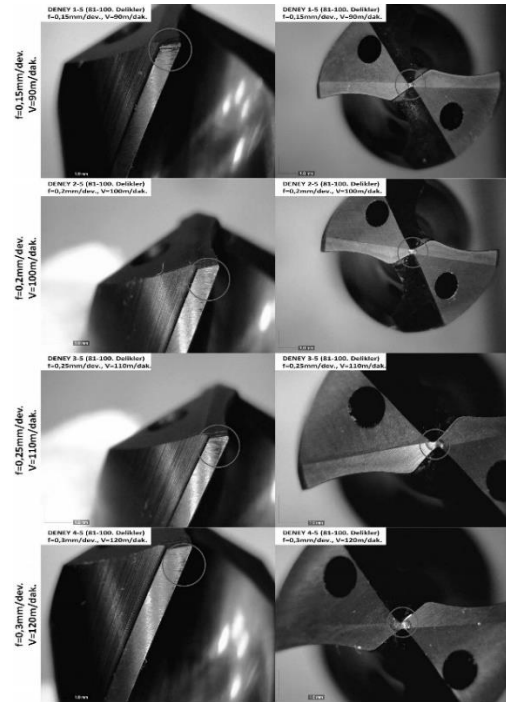 f=0,15mm/dev.
V=90m/dak.
DENEY 1-5 (81-100. Delikler)
f=0,15mm/dev., V=90m/dak.
DENEY 1-5 (81-100. Delikler)
f=0,15mm/dev., V=90m/dak.
f=0,2mm/dev.
V=100m/dak.
DENEY 2-5 (81-100. Delikler)
f=0,2mm/dev., V=100m/dak.
DENEY 2-5 (81-100. Delikler)
f=0,2mm/dev., V=100m/dak.
f=0,25mm/dev.
V=110m/dak.
DENEY 3-5 (81-100. Delikler)
f=0,25mm/dev., V=110m/dak.
DENEY 3-5 (81-100. Delikler)
f=0,25mm/dev., V=110m/dak.
f=0,3mm/dev.
V=120m/dak.
DENEY 4-5 (81-100. Delikler)
f=0,3mm/dev., V=120m/dak.
DENEY 4-5 (81-100. Delikler)
f=0,3mm/dev., V=120m/dak.